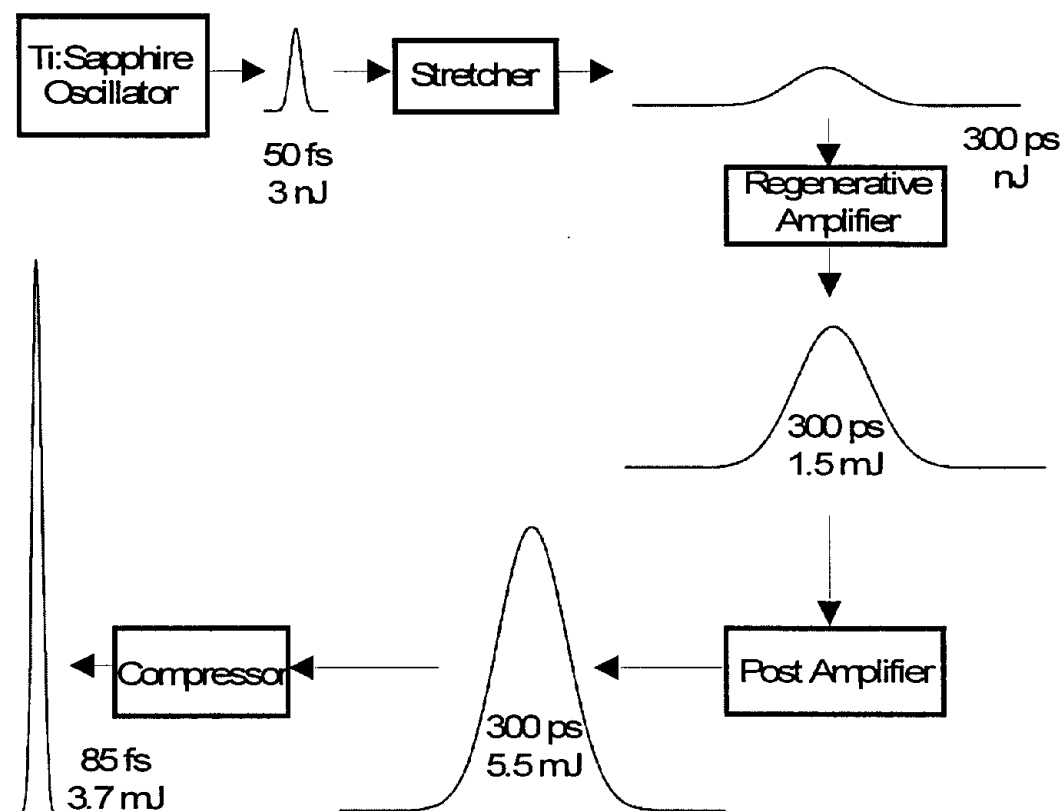 Ti:Sapphire
Oscillator
50 fs
3 nJ
Stretcher
300 ps
nJ
Regenerative
Amplifier
300 ps
1.5 mJ
Post Amplifier
300 ps
5.5 mJ
Compressor
85 fs
3.7 mJ